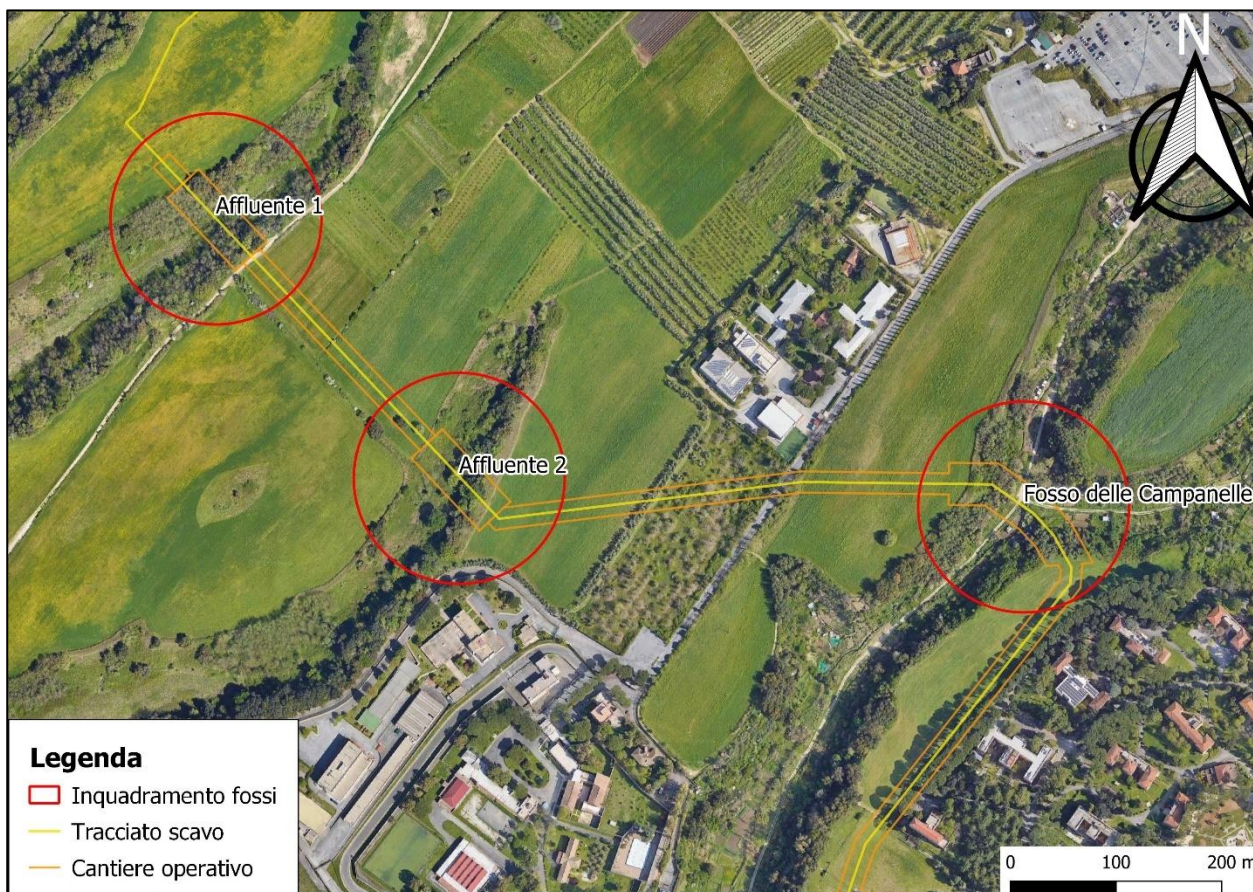 N
Affluente 1
Affluente 2
Fosso delle Campanelle
Legenda
Inquadramento fossi
Tracciato scavo
Cantiere operativo
0 100 200 m